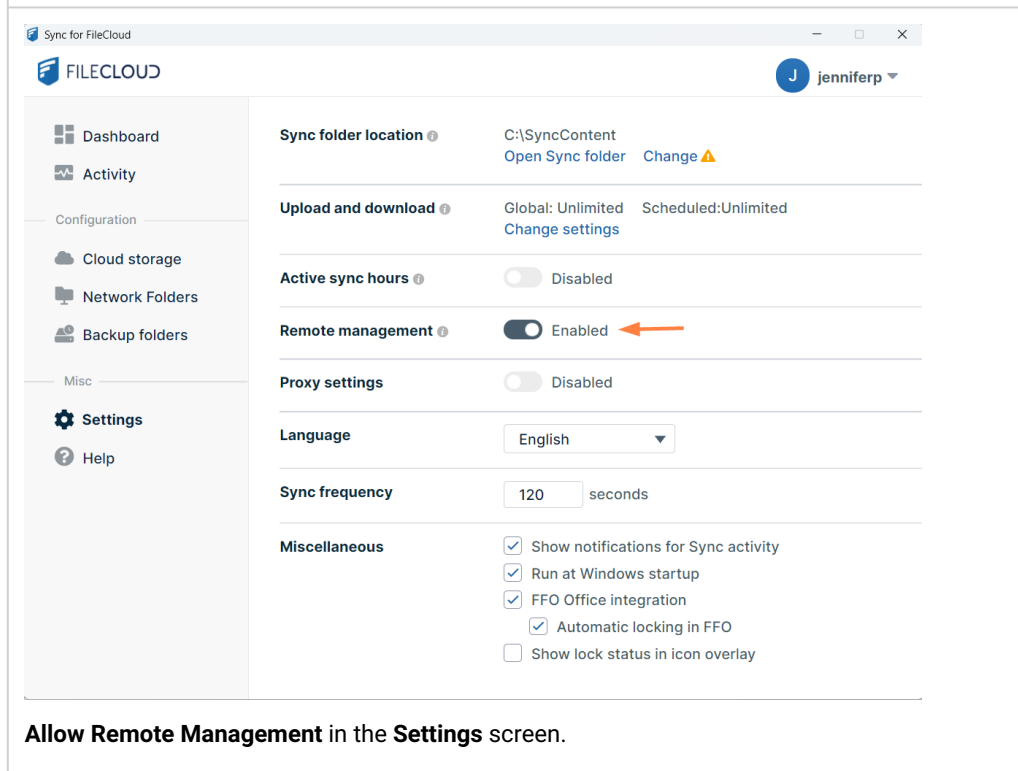 Sync for FileCloud
FILECLOUD
J jenniferp
Dashboard
Activity
Configuration
Cloud storage
Network Folders
Backup folders
Misc
Settings
Help
Sync folder location C:\SyncContent
Open Sync folder Change
Upload and download Global: Unlimited Scheduled:Unlimited
Change settings
Active sync hours Disabled
Remote management Enabled
Proxy settings Disabled
Language English
Sync frequency 120 seconds
Miscellaneous Show notifications for Sync activity
Run at Windows startup
FFO Office integration
Automatic locking in FFO
Show lock status in icon overlay
Allow Remote Management in the Settings screen.